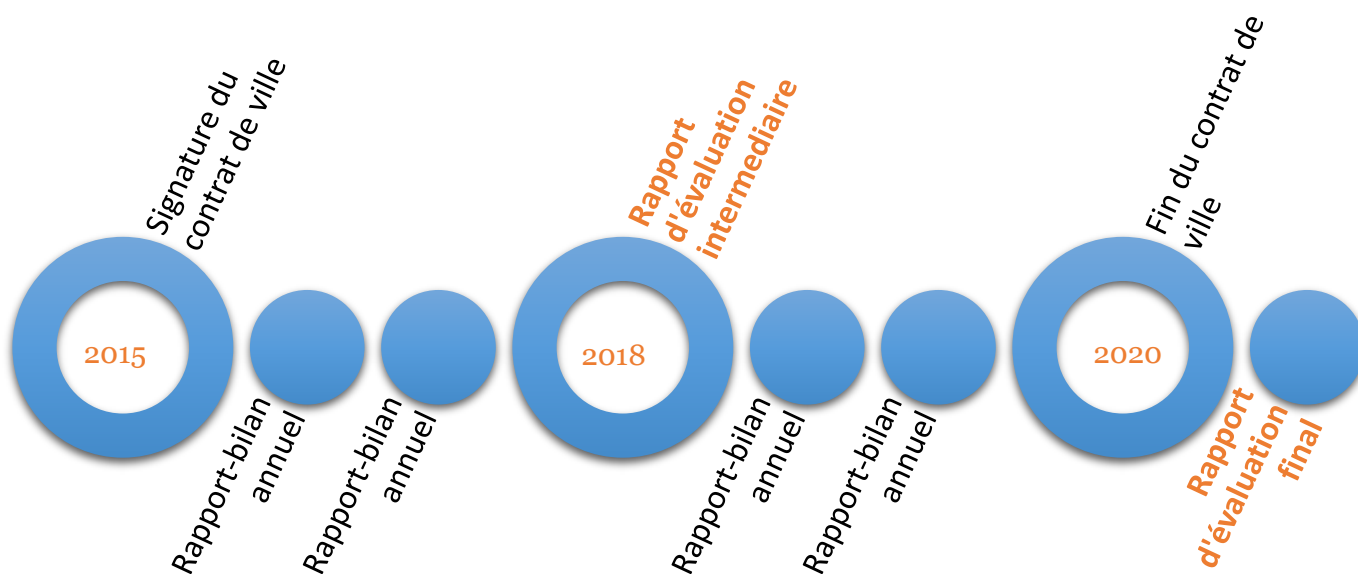 Signature du
contrat de ville
2015
Rapport-bilan
annuel
Rapport-bilan
annuel
Rapport
d'évaluation
intermediaire
2018
Rapport-bilan
annuel
Rapport-bilan
annuel
Fin du contrat de
ville
2020
Rapport
d'évaluation
final